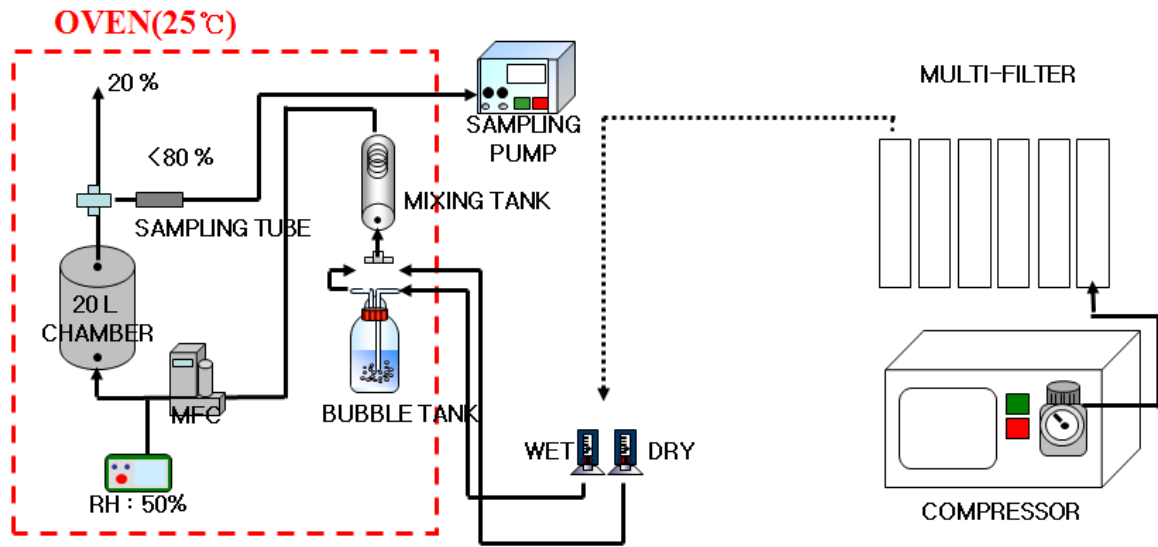 OVEN(25℃)
20 %
MULTI-FILTER
<80 %
SAMPLING
PUMP
MIXING TANK
SAMPLING TUBE
20 L
CHAMBER
MFC
BUBBLE TANK
WET
DRY
RH : 50%
COMPRESSOR